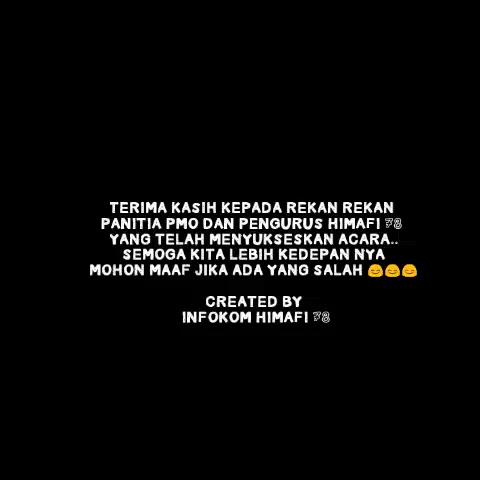 TERIMA KASIH KEPADA REKAN REKAN
PANITIA PMO DAN PENGURUS HIMAFI 78
YANG TELAH MENYUKSESKAN ACARA..
SEMOGA KITA LEBIH KEDEPAN NYA
MOHON MAAF JIKA ADA YANG SALAH 😊😊😊
CREATED BY
INFOKOM HIMAFI 78